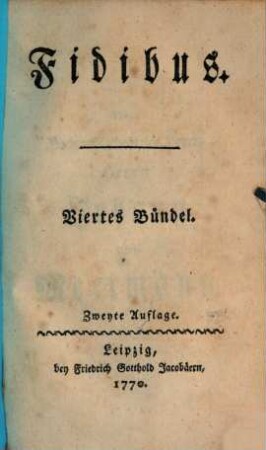 Fidibus.
Viertes Bündel.
Zweyte Auflage.
Leipzig,
bey Friedrich Gotthold Jacobäern,
1770.